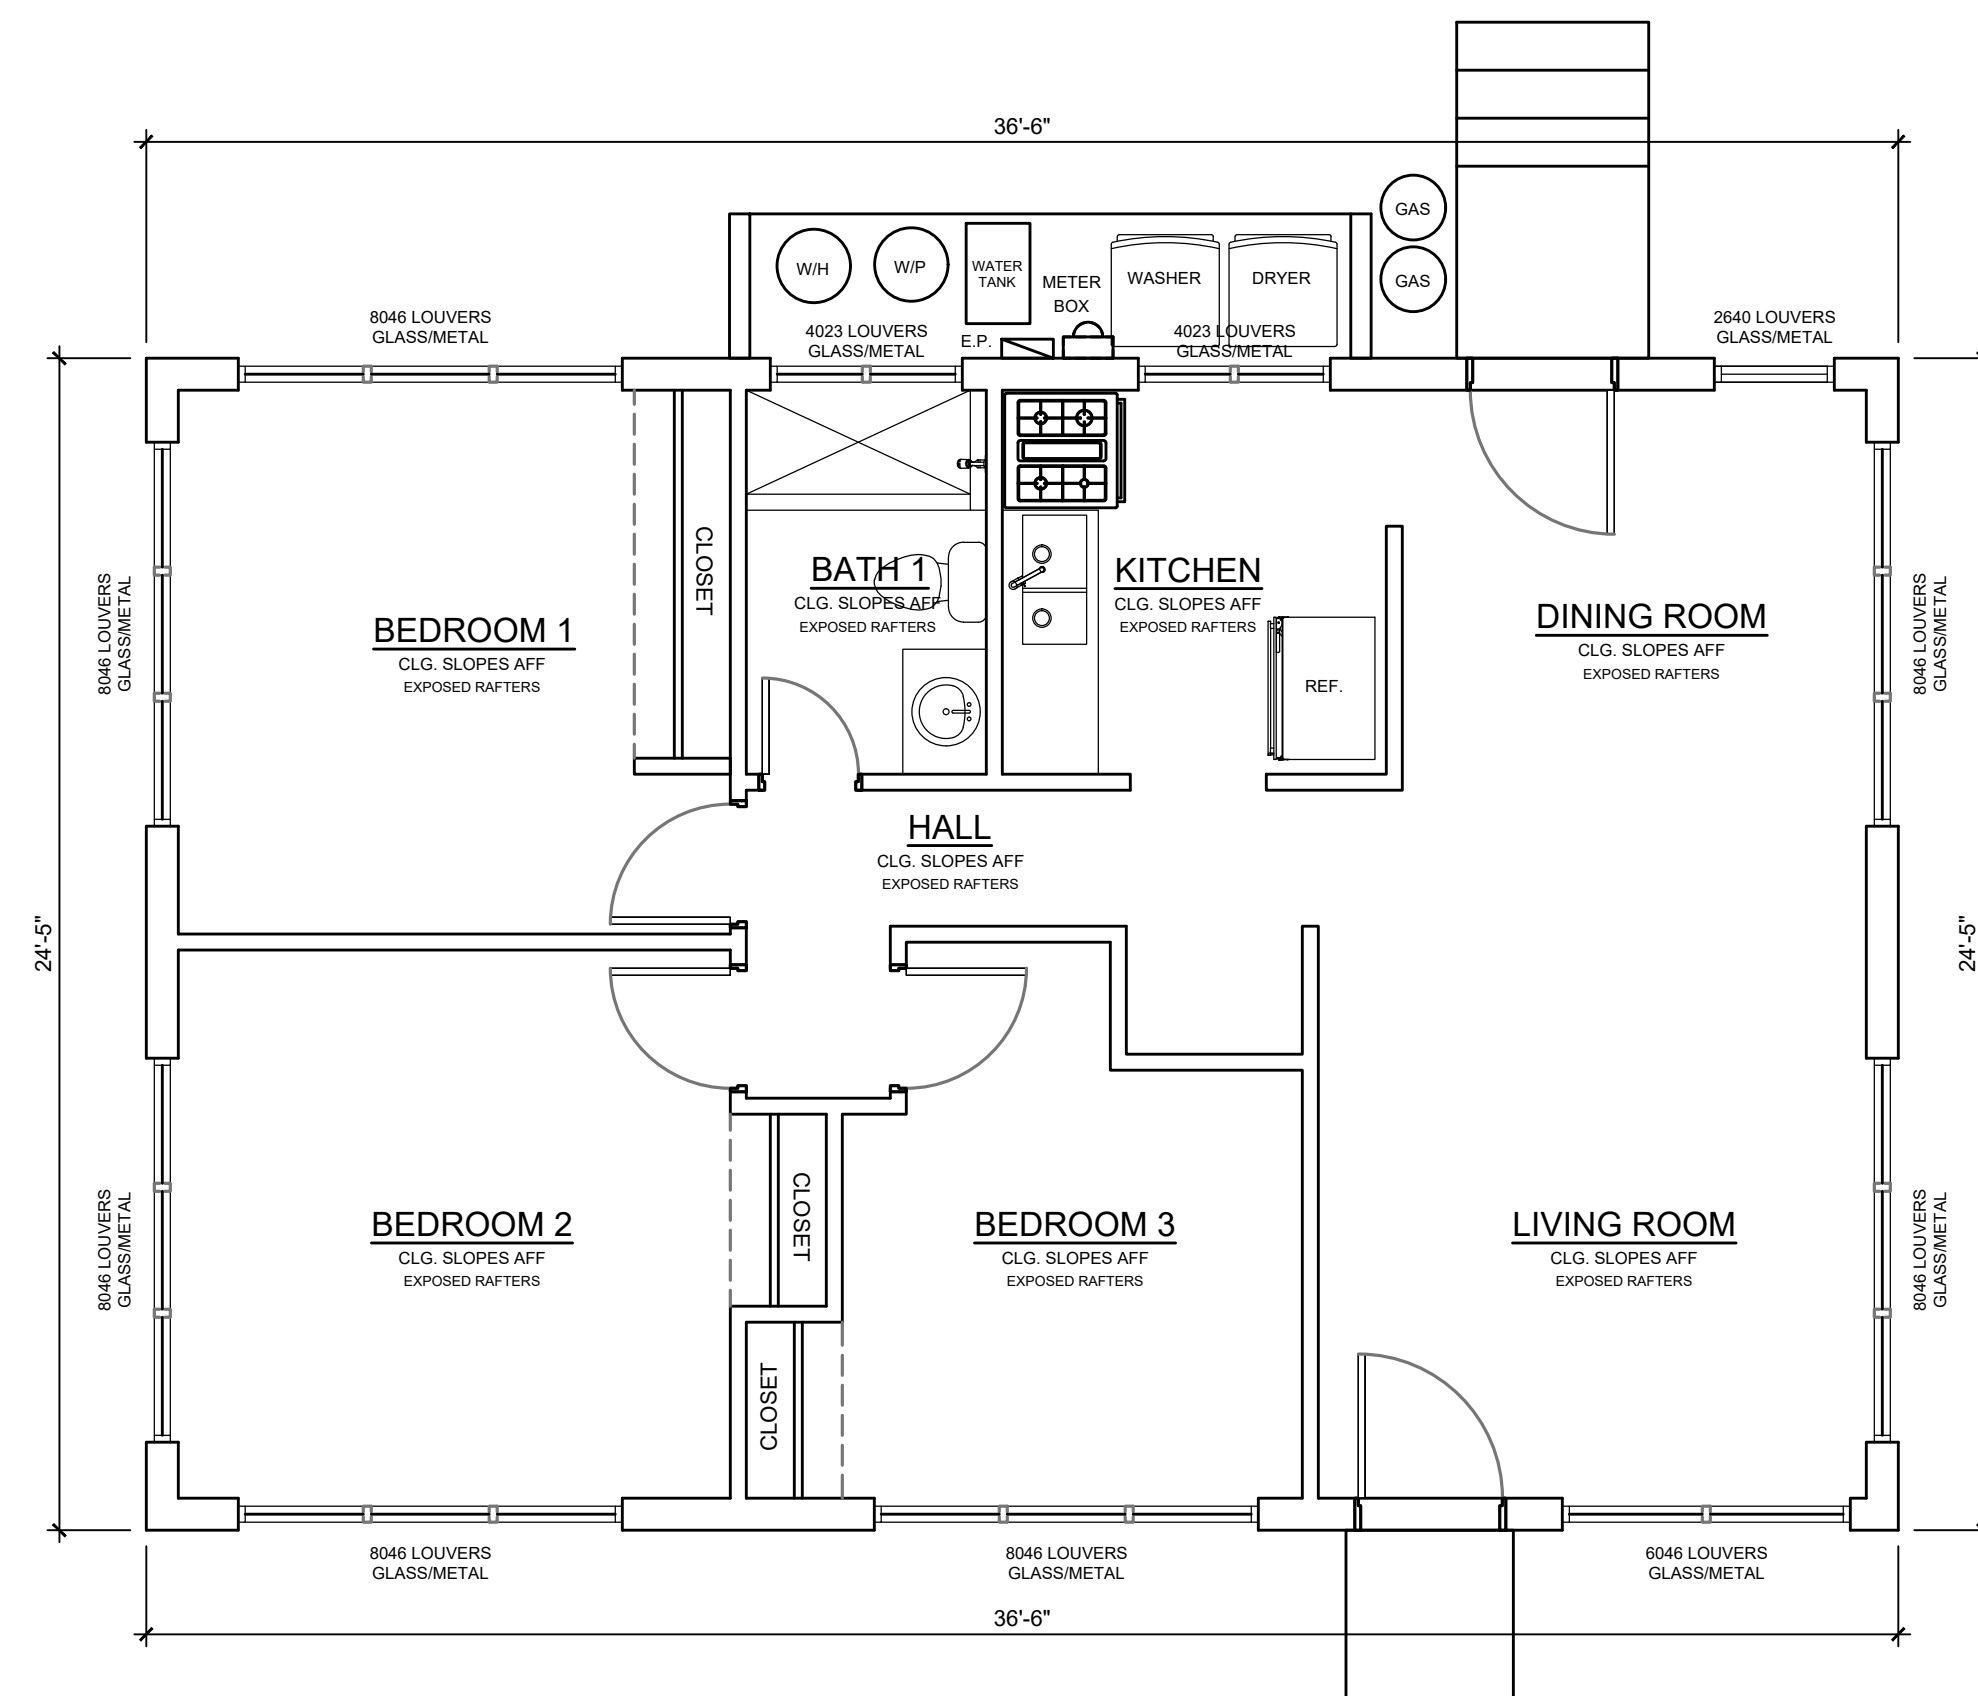 36'-6"
GAS
GAS
W/H
W/P
WATER
TANK
METER
BOX
WASHER
DRYER
E.P.
8046 LOUVERS
GLASS/METAL
4023 LOUVERS
GLASS/METAL
4023 LOUVERS
GLASS/METAL
2640 LOUVERS
GLASS/METAL
8046 LOUVERS
GLASS/METAL
BEDROOM 1
CLG. SLOPES AFF
EXPOSED RAFTERS
CLOSET
BATH 1
CLG. SLOPES AFF
EXPOSED RAFTERS
KITCHEN
CLG. SLOPES AFF
EXPOSED RAFTERS
REF.
DINING ROOM
CLG. SLOPES AFF
EXPOSED RAFTERS
8046 LOUVERS
GLASS/METAL
HALL
CLG. SLOPES AFF
EXPOSED RAFTERS
24'-5"
24'-5"
8046 LOUVERS
GLASS/METAL
BEDROOM 2
CLG. SLOPES AFF
EXPOSED RAFTERS
CLOSET
CLOSET
BEDROOM 3
CLG. SLOPES AFF
EXPOSED RAFTERS
LIVING ROOM
CLG. SLOPES AFF
EXPOSED RAFTERS
8046 LOUVERS
GLASS/METAL
8046 LOUVERS
GLASS/METAL
8046 LOUVERS
GLASS/METAL
6046 LOUVERS
GLASS/METAL
36'-6"